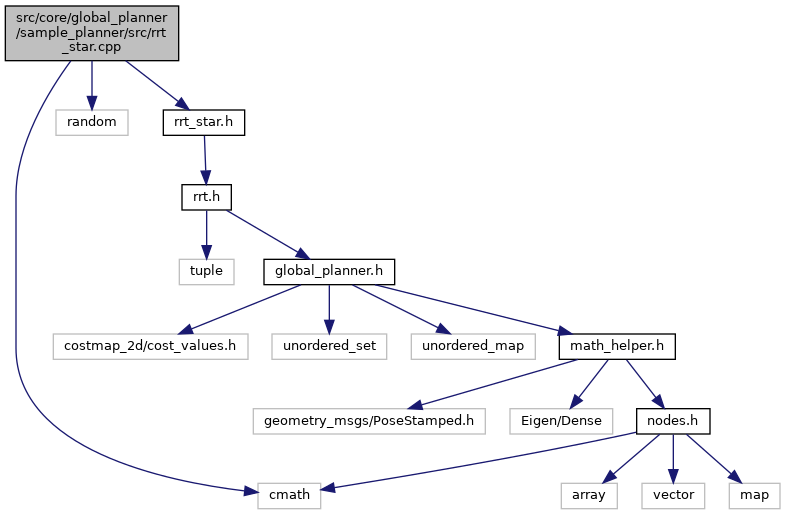 src/core/global_planner
/sample_planner/src/rrt
_star.cpp
random
rrt_star.h
rrt.h
tuple
global_planner.h
costmap_2d/cost_values.h
unordered_set
unordered_map
math_helper.h
geometry_msgs/PoseStamped.h
Eigen/Dense
nodes.h
cmath
array
vector
map